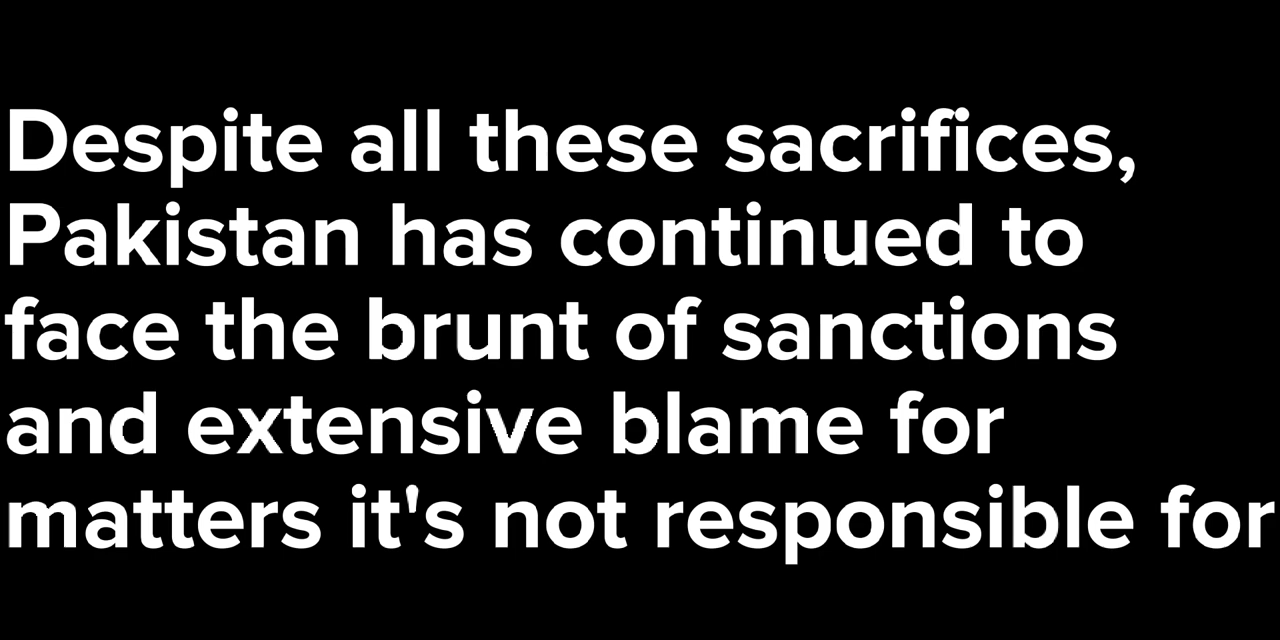 Despite all these sacrifices,
Pakistan has continued to
face the brunt of sanctions
and extensive blame for
matters it's not responsible for